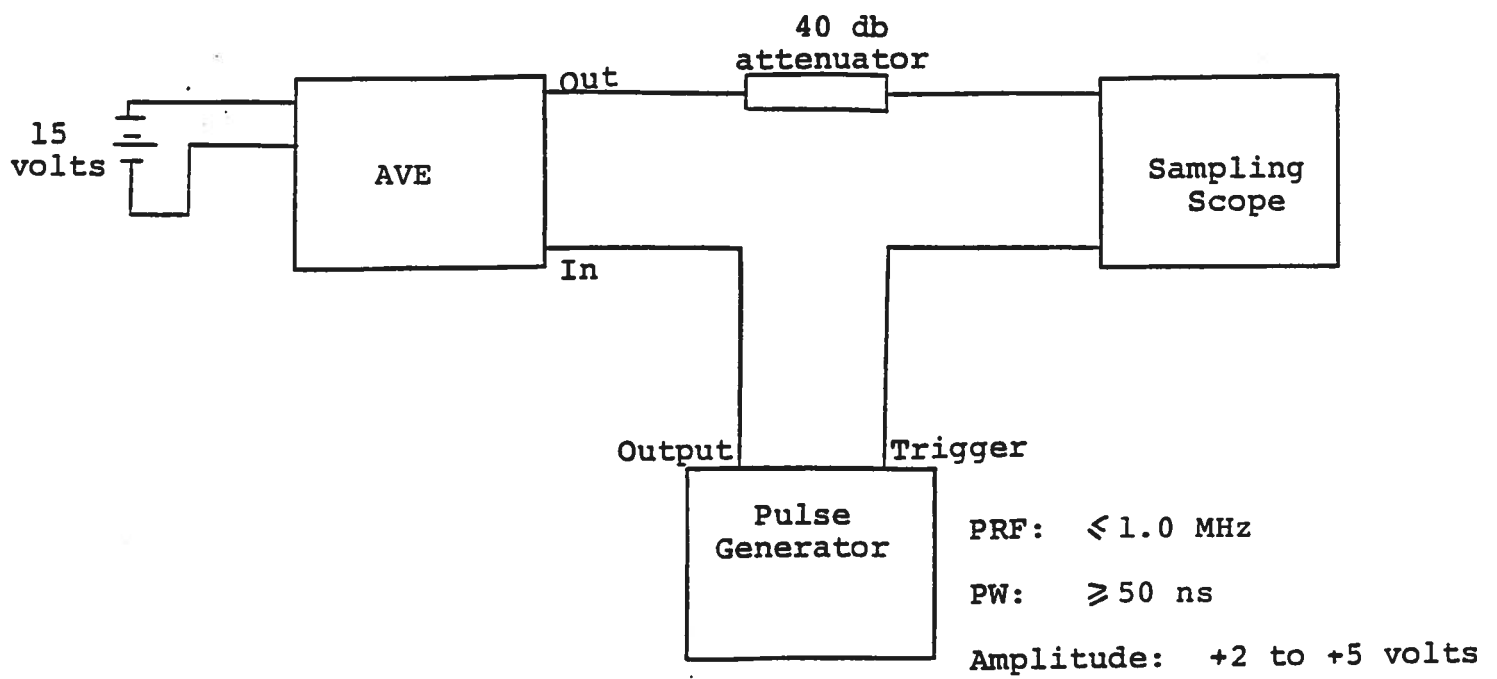 40 db
attenuator
Out
15
volts
AVE
Sampling
Scope
In
Output
Trigger
Pulse
Generator
PRF: ⩽ 1.0 MHz
PW: ⩾ 50 ns
Amplitude: +2 to +5 volts